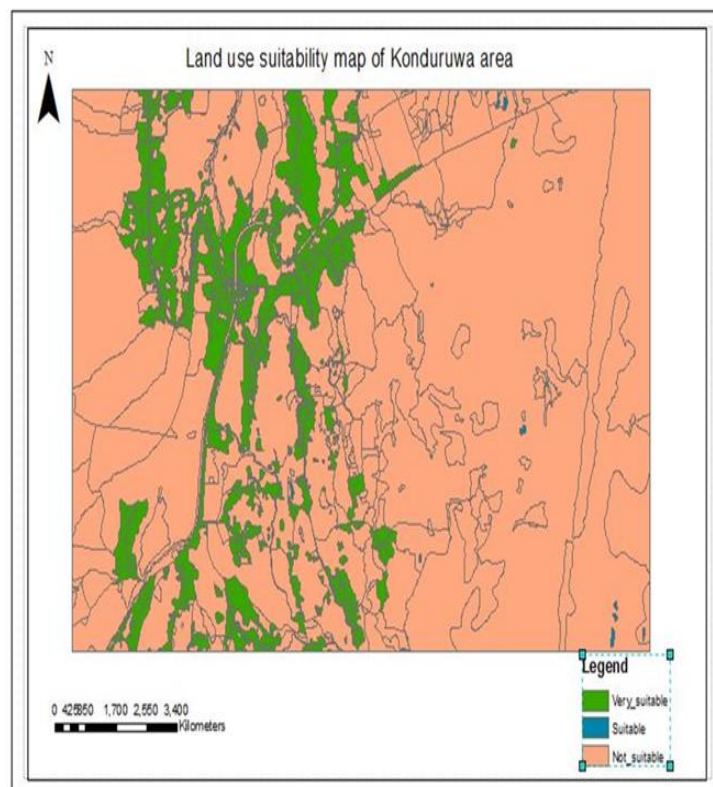 Land use suitability map of Konduruwa area
N
Legend
Very_suitable
Suitable
Not_suitable
0 425850 1,700 2,550 3,400
Kilometers